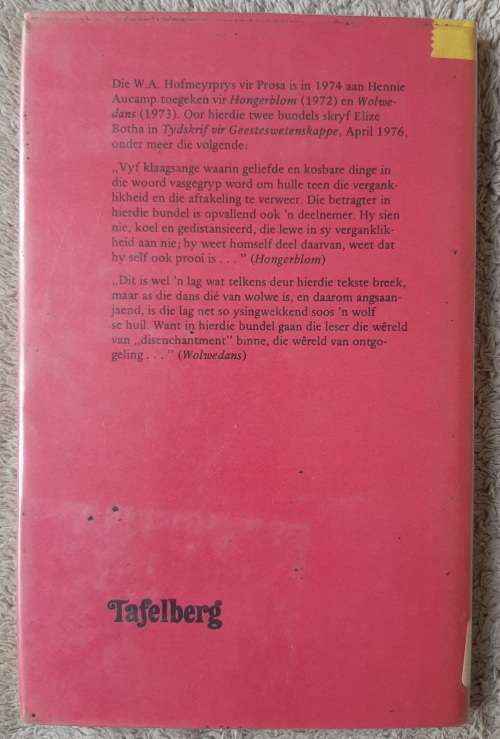 Die W.A. Hofmeyrprys vir Prosa is in 1974 aan Hennie
Aucamp toegeken vir Hongerblom (1972) en Wolwe-
dans (1973). Oor hierdie twee bundels skryf Elize
Botha in Tydskrif vir Geesteswetenskappe, April 1976,
onder meer die volgende:
„Vyf klaagsange waarin geliefde en kosbare dinge in
die woord vasgegryp word om hulle teen die vergank-
likheid en die aftakeling te verweer. Die betragter in
hierdie bundel is opvallend ook 'n deelnemer. Hy sien
nie, koel en gedistansieerd, die lewe in sy verganklik-
heid aan nie; hy weet homself deel daarvan, weet dat
hy self ook prooi is . . . ” (Hongerblom)
„Dit is wel 'n lag wat telkens deur hierdie tekste breek,
maar as die dans dié van wolwe is, en daarom angsaan-
jaend, is die lag net so ysingwekkend soos 'n wolf
se huil. Want in hierdie bundel gaan die leser die wêreld
van „disenchantment” binne, die wêreld van ontgo-
geling . . . ” (Wolwedans)
Tafelberg